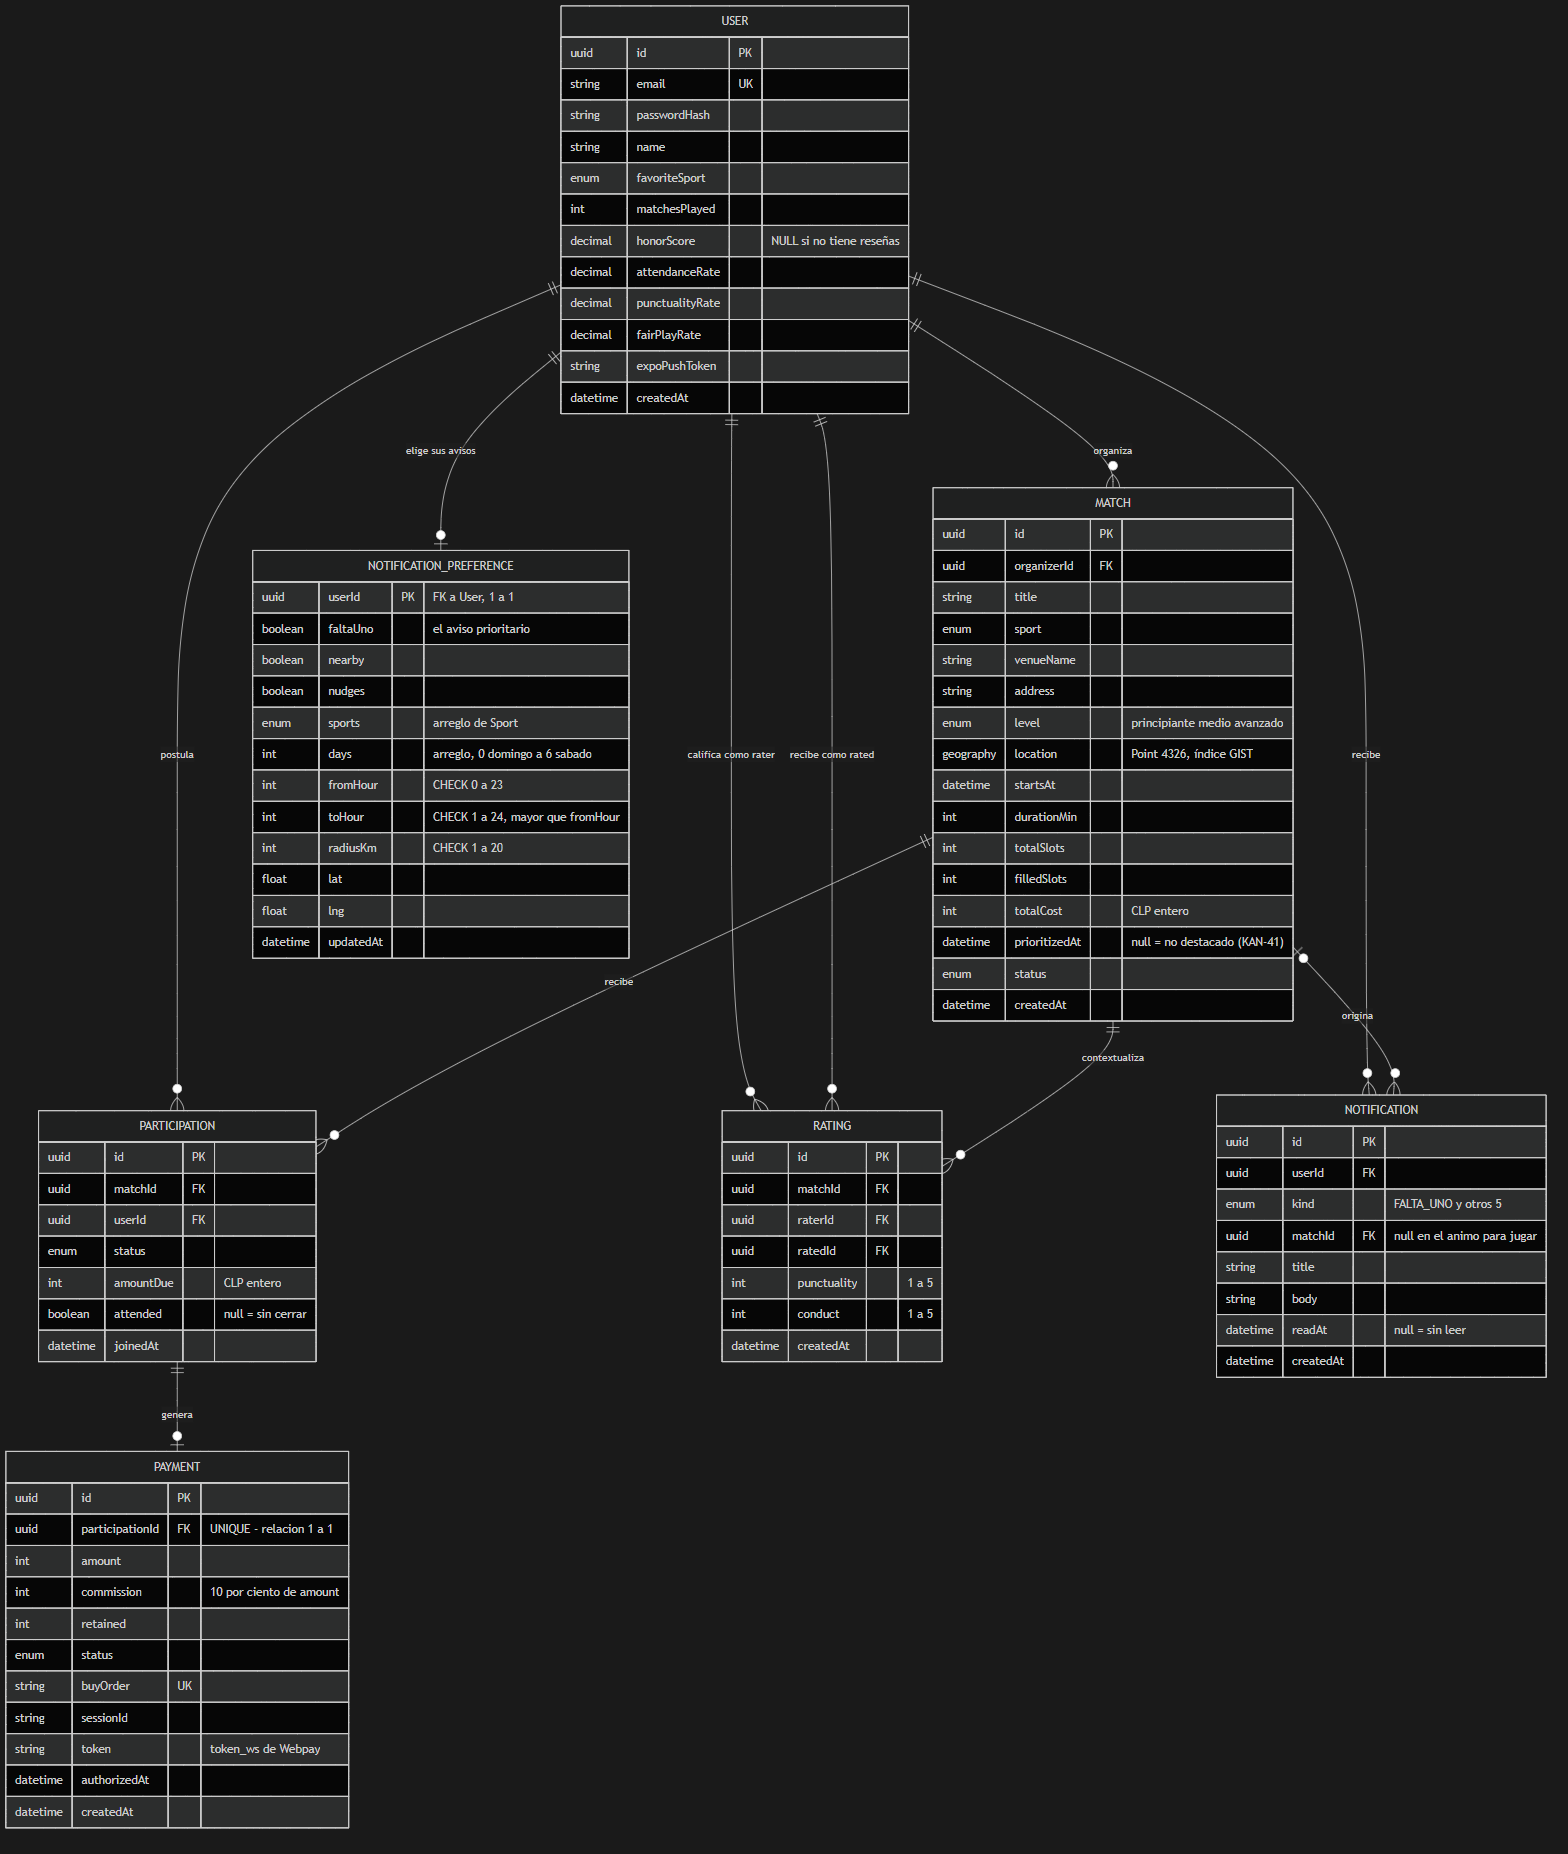 USER
uuid id PK
string email UK
string passwordHash
string name
enum favoriteSport
int matchesPlayed
decimal honorScore NULL si no tiene reseñas
decimal attendanceRate
decimal punctualityRate
decimal fairPlayRate
string expoPushToken
datetime createdAt
elige sus avisos
organiza
MATCH
uuid id PK
uuid organizerId FK
string title
enum sport
string venueName
string address
enum level principiante medio avanzado
geography location Point 4326, índice GIST
datetime startsAt
int durationMin
int totalSlots
int filledSlots
int totalCost CLP entero
datetime prioritizedAt null = no destacado (KAN-41)
enum status
datetime createdAt
NOTIFICATION_PREFERENCE
uuid userId PK FK a User, 1 a 1
boolean faltaUno el aviso prioritario
boolean nearby
boolean nudges
enum sports arreglo de Sport
int days arreglo, 0 domingo a 6 sabado
int fromHour CHECK 0 a 23
int toHour CHECK 1 a 24, mayor que fromHour
int radiusKm CHECK 1 a 20
float lat
float lng
datetime updatedAt
postula
califica como rater
recibe como rated
recibe
recibe
origina
contextualiza
PARTICIPATION
uuid id PK
uuid matchId FK
uuid userId FK
enum status
int amountDue CLP entero
boolean attended null = sin cerrar
datetime joinedAt
RATING
uuid id PK
uuid matchId FK
uuid raterId FK
uuid ratedId FK
int punctuality 1 a 5
int conduct 1 a 5
datetime createdAt
NOTIFICATION
uuid id PK
uuid userId FK
enum kind FALTA_UNO y otros 5
uuid matchId FK null en el animo para jugar
string title
string body
datetime readAt null = sin leer
datetime createdAt
genera
PAYMENT
uuid id PK
uuid participationId FK UNIQUE - relacion 1 a 1
int amount
int commission 10 por ciento de amount
int retained
enum status
string buyOrder UK
string sessionId
string token token_ws de Webpay
datetime authorizedAt
datetime createdAt